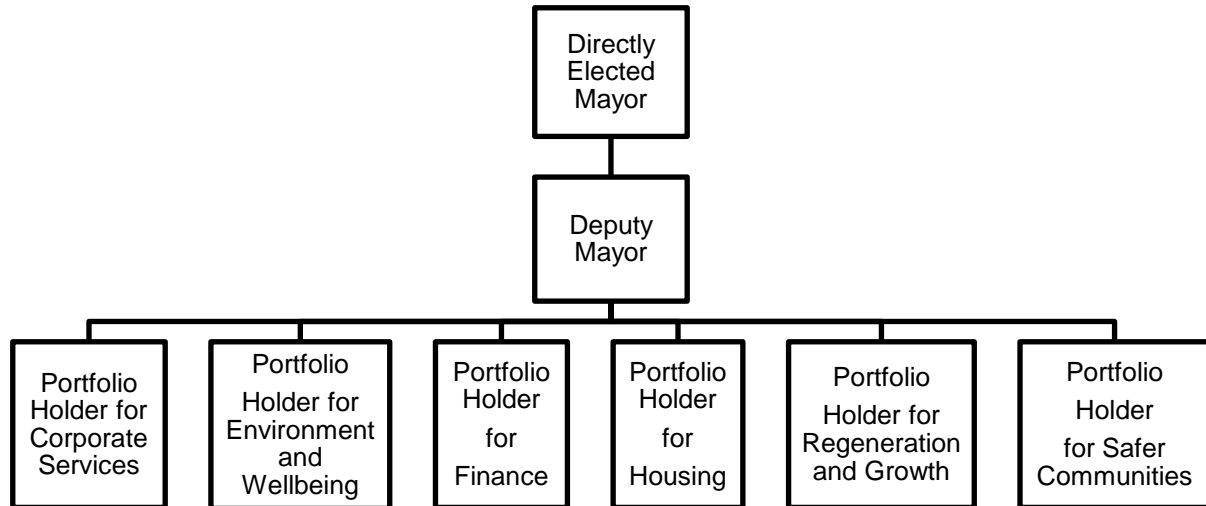 Directly
Elected
Mayor
Deputy
Mayor
Portfolio
Holder for
Corporate
Services
Portfolio
Holder for
Environment
and
Wellbeing
Portfolio
Holder
for
Finance
Portfolio
Holder
for
Housing
Portfolio
Holder for
Regeneration
and Growth
Portfolio
Holder
for Safer
Communities